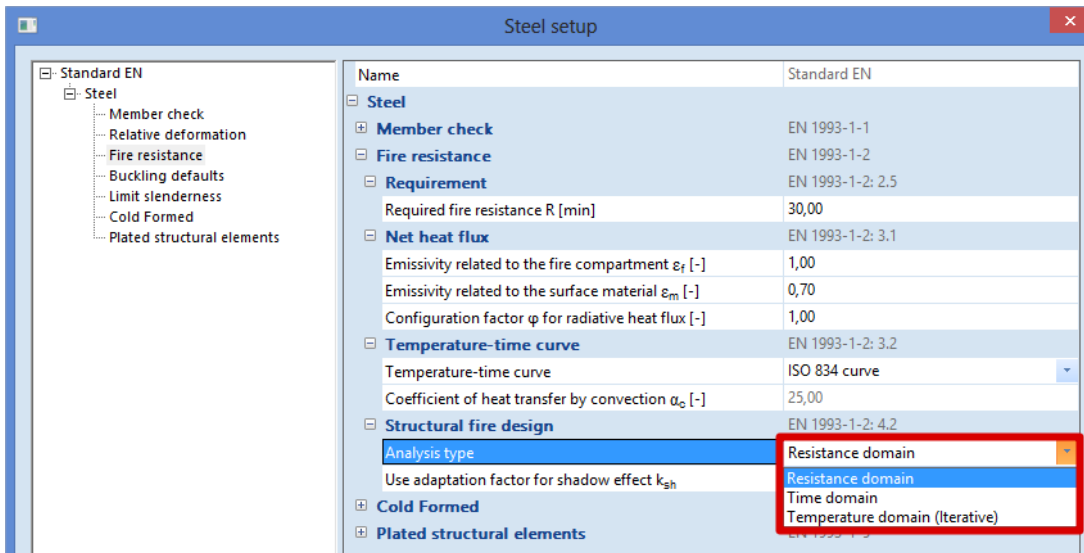 Steel setup
Standard EN
Steel
Member check
Relative deformation
Fire resistance
Buckling defaults
Limit slenderness
Cold Formed
Plated structural elements
Name Standard EN
Steel
Member check EN 1993-1-1
Fire resistance EN 1993-1-2
Requirement EN 1993-1-2: 2.5
Required fire resistance R [min] 30,00
Net heat flux EN 1993-1-2: 3.1
Emissivity related to the fire compartment εf [-] 1,00
Emissivity related to the surface material εm [-] 0,70
Configuration factor φ for radiative heat flux [-] 1,00
Temperature-time curve EN 1993-1-2: 3.2
Temperature-time curve ISO 834 curve
Coefficient of heat transfer by convection αc [-] 25,00
Structural fire design EN 1993-1-2: 4.2
Analysis type Resistance domain
Use adaptation factor for shadow effect ksh Resistance domain
Time domain
Cold Formed
Temperature domain (Iterative)
Plated structural elements